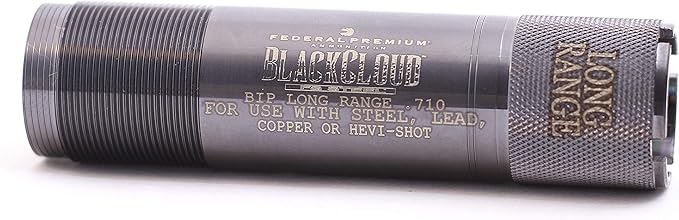 FEDERAL PREMIUM
AMMUNITION
BLACKCLOUD
BIP LONG RANGE .710
FOR USE WITH STEEL, LEAD,
COPPER OR HEVI-SHOT
LONG
RANGE